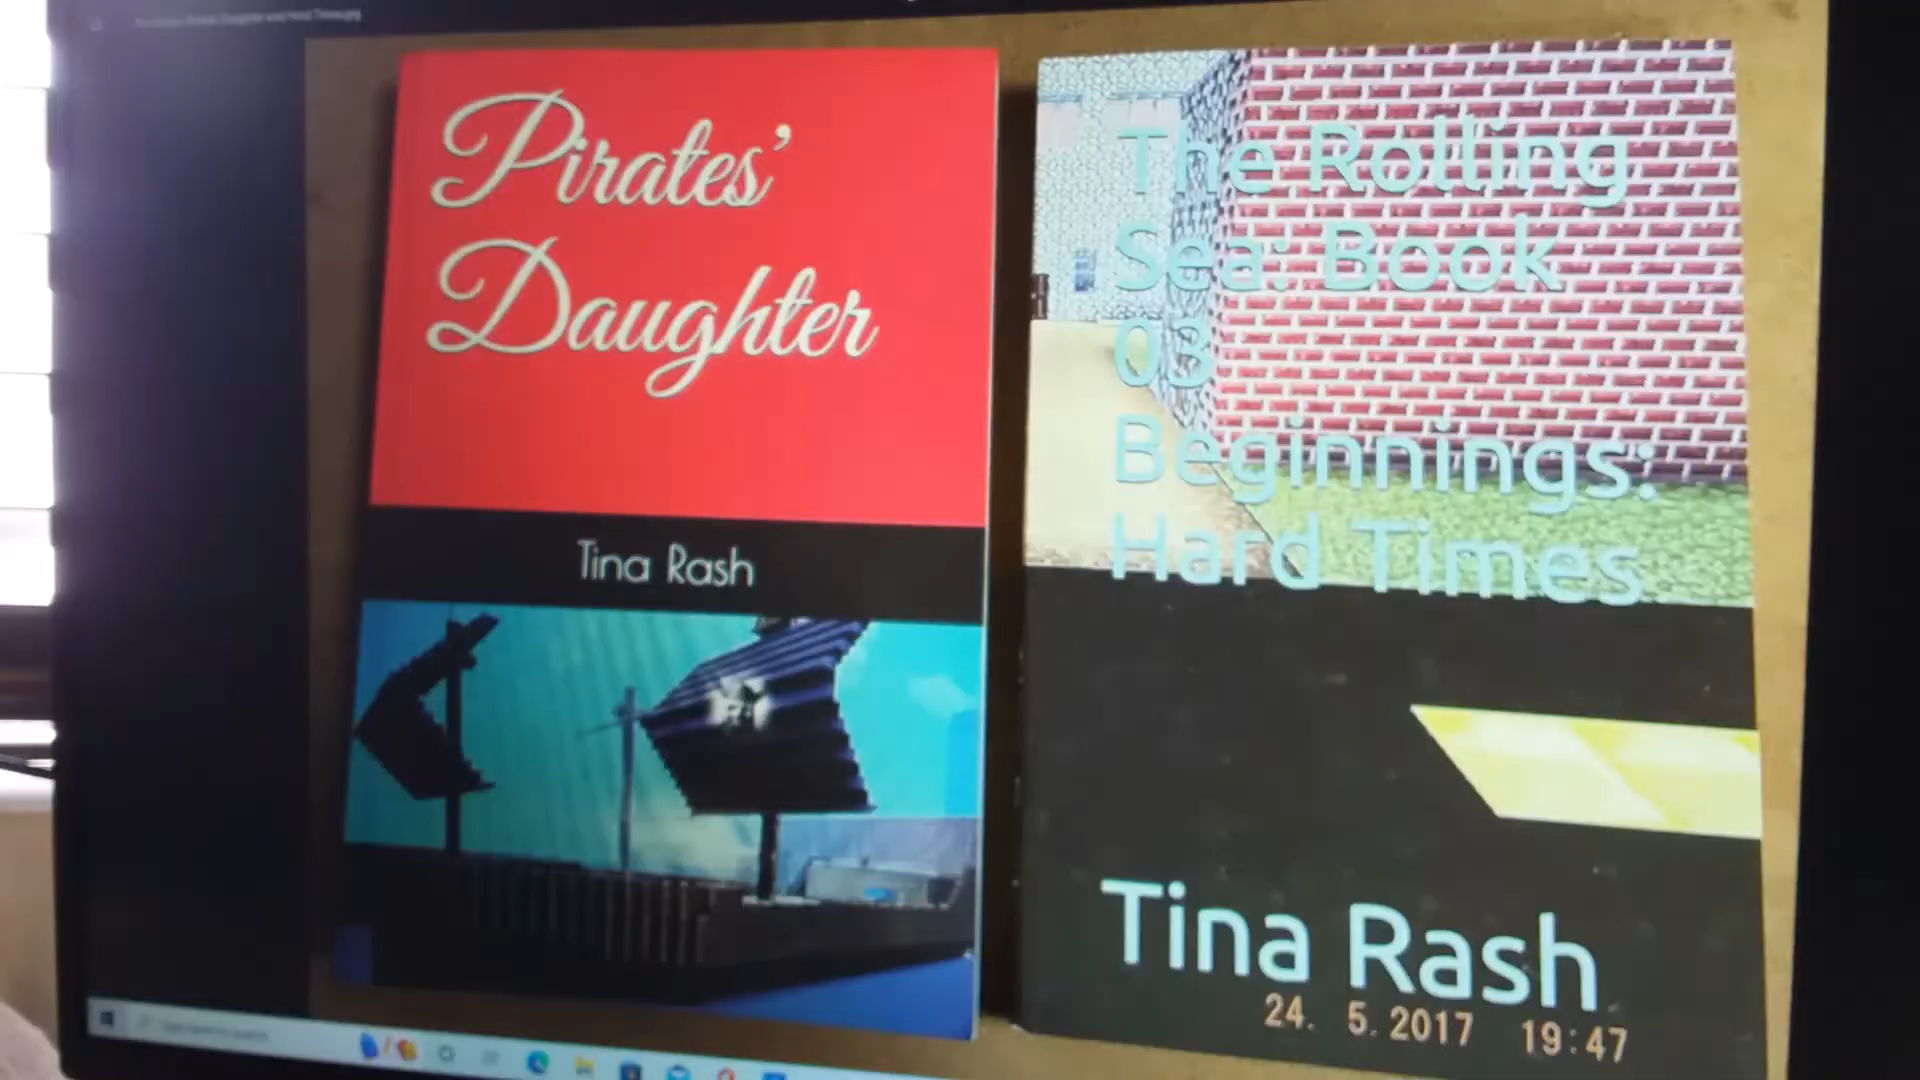 Pirates'
Daughter
Tina Rash
The Rolling
Sea: Book
03
Beginnings:
Hard Times
Tina Rash
24. 5.2017 19:47